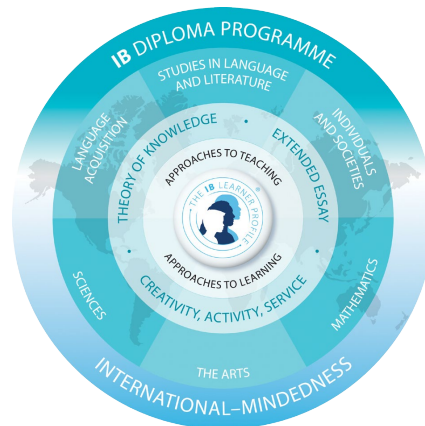 IB DIPLOMA PROGRAMME
STUDIES IN LANGUAGE
AND LITERATURE
LANGUAGE
ACQUISITION
INDIVIDUALS
AND SOCIETIES
THEORY OF KNOWLEDGE
•
EXTENDED ESSAY
APPROACHES TO TEACHING
THE IB LEARNER PROFILE
®
APPROACHES TO LEARNING
•
CREATIVITY, ACTIVITY, SERVICE
•
SCIENCES
MATHEMATICS
THE ARTS
INTERNATIONAL–MINDEDNESS